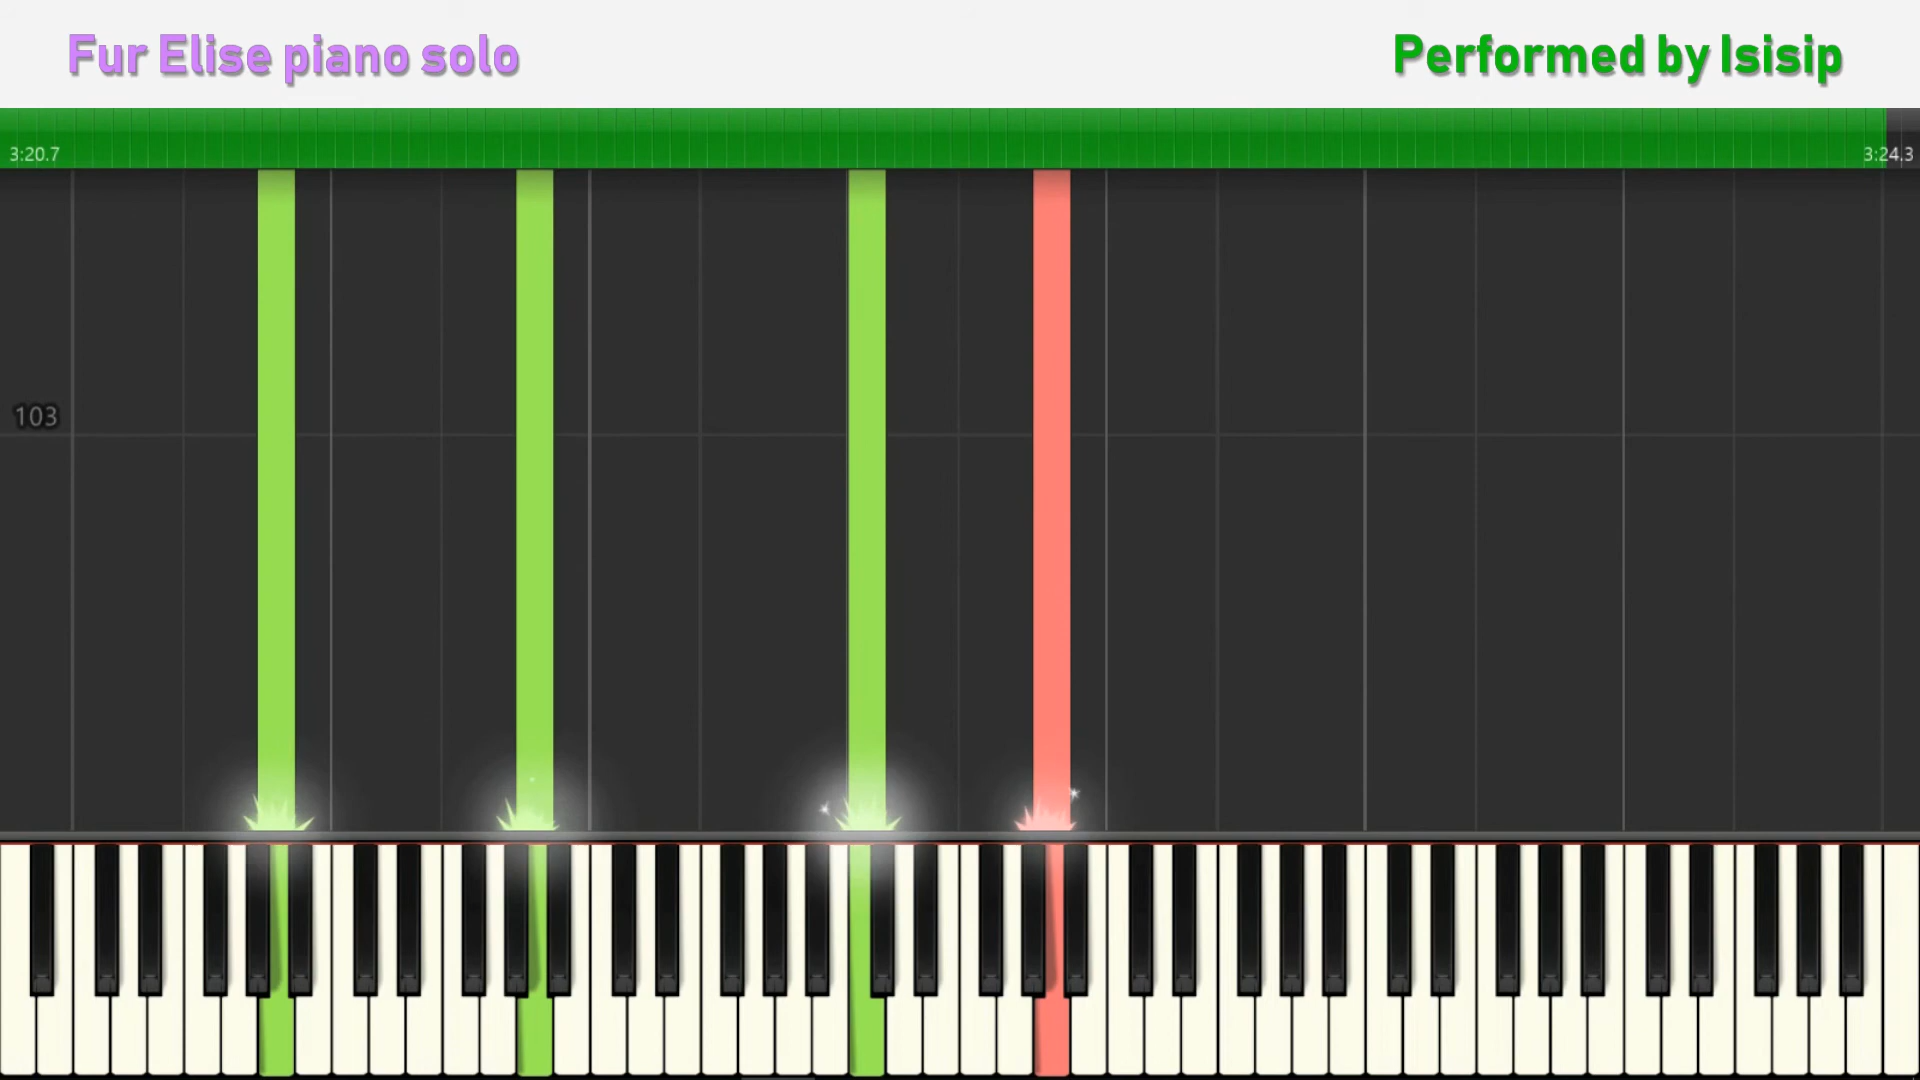 Fur Elise piano solo
Performed by Isisip
3:20.7
3:24.3
103